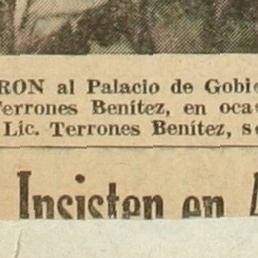 RON al Palacio de Gobie
Terrones Benítez, en oca
Lic. Terrones Benítez, s
Insisten en